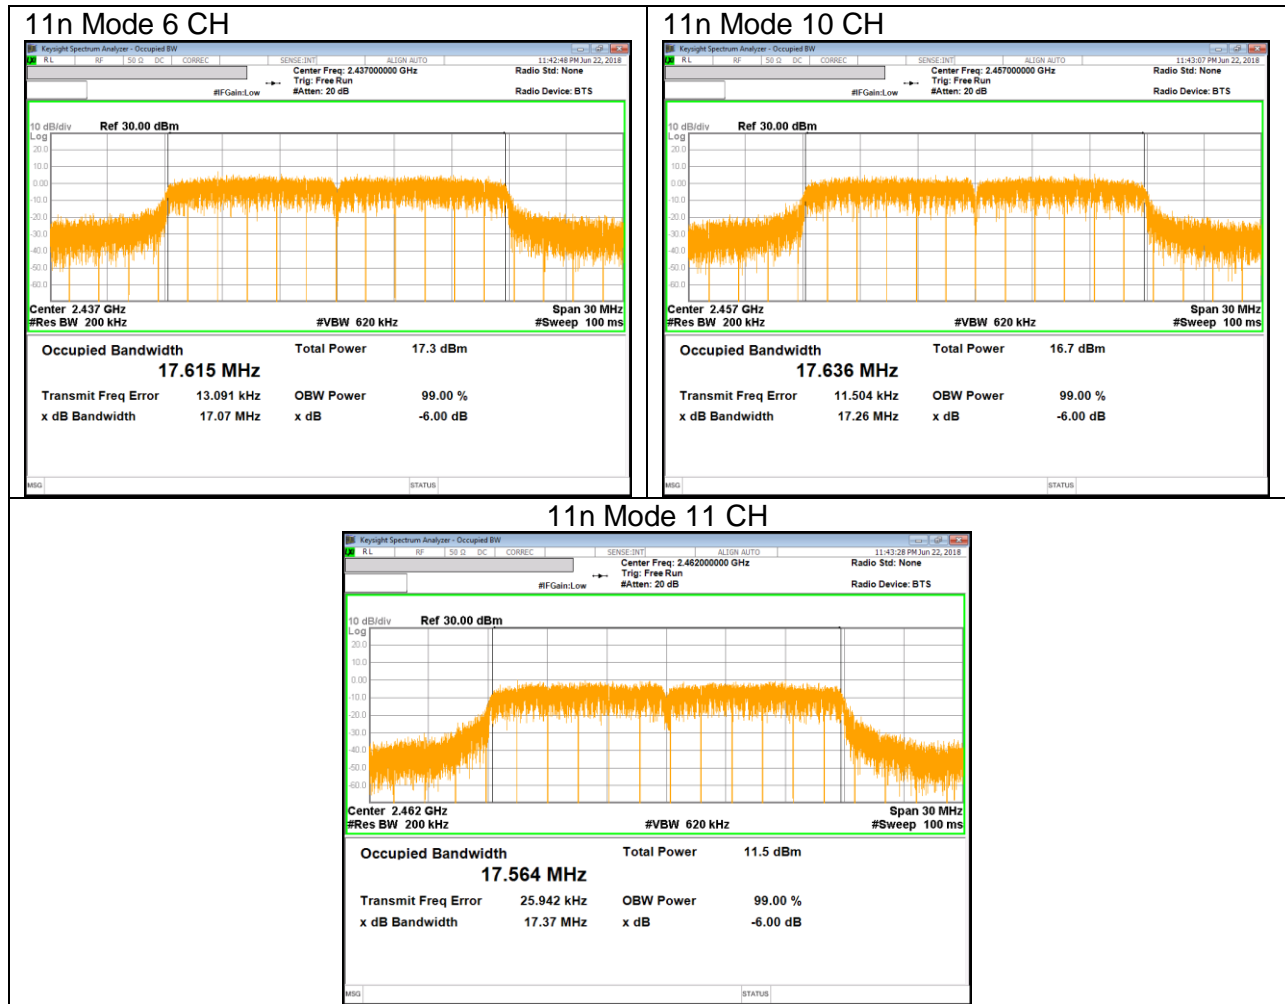 11n Mode 6 CH
Keysight Spectrum Analyzer - Occupied BW
RL RF 50 Ω DC CORREC SENSE:INT ALIGN AUTO 11:42:48 PM Jun 22, 2018
Center Freq: 2.437000000 GHz Radio Std: None
Trig: Free Run
#IFGain:Low #Atten: 20 dB Radio Device: BTS
10 dB/div Ref 30.00 dBm
Log
20.0
10.0
0.00
-10.0
-20.0
-30.0
-40.0
-50.0
-60.0
Center 2.437 GHz Span 30 MHz
#Res BW 200 kHz #VBW 620 kHz #Sweep 100 ms
Occupied Bandwidth Total Power 17.3 dBm
17.615 MHz
Transmit Freq Error 13.091 kHz OBW Power 99.00 %
x dB Bandwidth 17.07 MHz x dB -6.00 dB
MSG STATUS
11n Mode 10 CH
Keysight Spectrum Analyzer - Occupied BW
RL RF 50 Ω DC CORREC SENSE:INT ALIGN AUTO 11:43:07 PM Jun 22, 2018
Center Freq: 2.457000000 GHz Radio Std: None
Trig: Free Run
#IFGain:Low #Atten: 20 dB Radio Device: BTS
10 dB/div Ref 30.00 dBm
Log
20.0
10.0
0.00
-10.0
-20.0
-30.0
-40.0
-50.0
-60.0
Center 2.457 GHz Span 30 MHz
#Res BW 200 kHz #VBW 620 kHz #Sweep 100 ms
Occupied Bandwidth Total Power 16.7 dBm
17.636 MHz
Transmit Freq Error 11.504 kHz OBW Power 99.00 %
x dB Bandwidth 17.26 MHz x dB -6.00 dB
MSG STATUS
11n Mode 11 CH
Keysight Spectrum Analyzer - Occupied BW
RL RF 50 Ω DC CORREC SENSE:INT ALIGN AUTO 11:43:28 PM Jun 22, 2018
Center Freq: 2.462000000 GHz Radio Std: None
Trig: Free Run
#IFGain:Low #Atten: 20 dB Radio Device: BTS
10 dB/div Ref 30.00 dBm
Log
20.0
10.0
0.00
-10.0
-20.0
-30.0
-40.0
-50.0
-60.0
Center 2.462 GHz Span 30 MHz
#Res BW 200 kHz #VBW 620 kHz #Sweep 100 ms
Occupied Bandwidth Total Power 11.5 dBm
17.564 MHz
Transmit Freq Error 25.942 kHz OBW Power 99.00 %
x dB Bandwidth 17.37 MHz x dB -6.00 dB
MSG STATUS